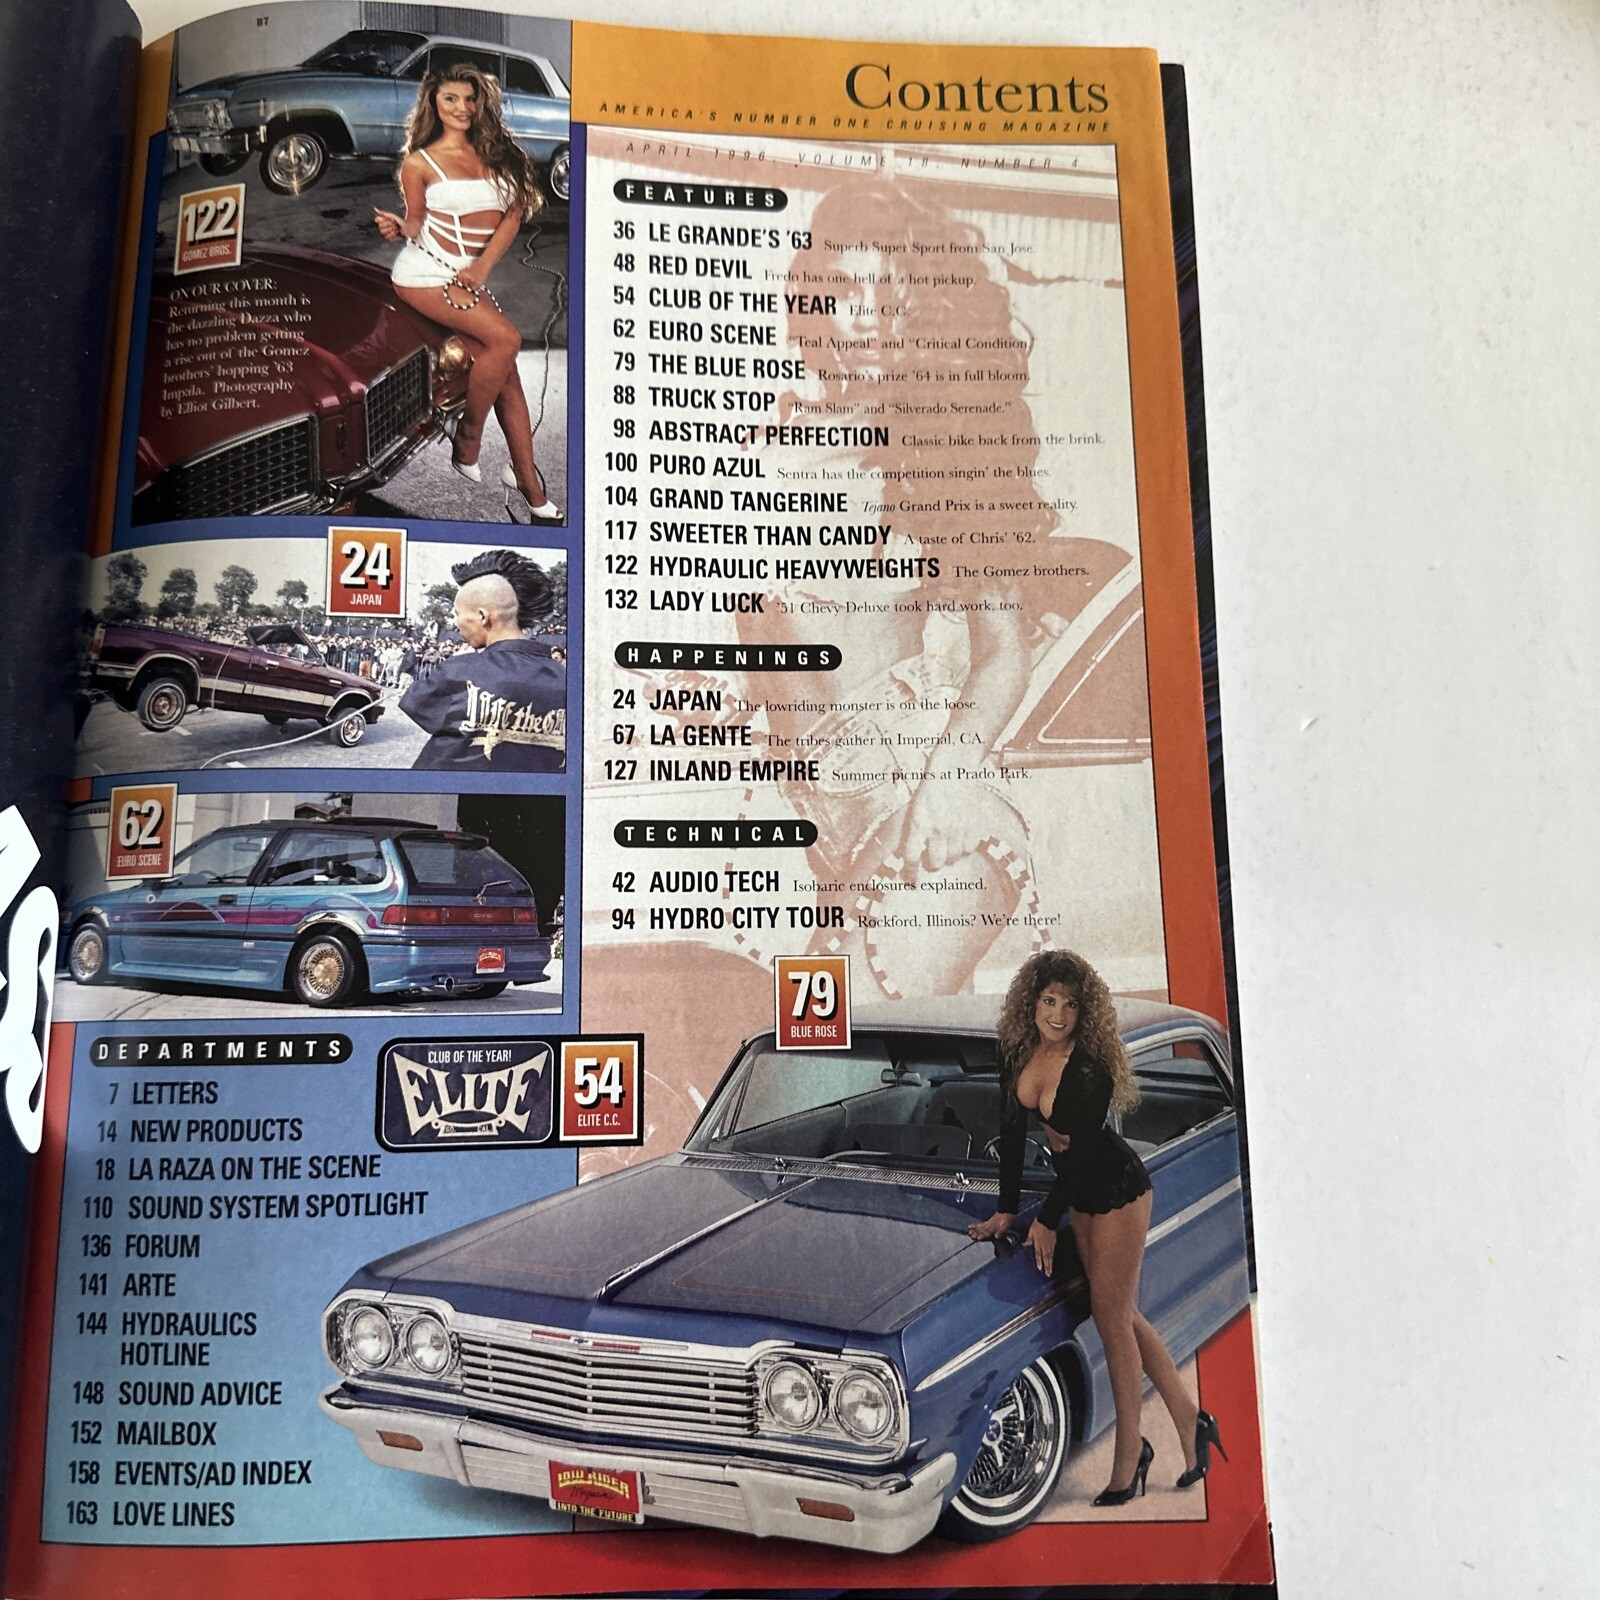 B7
Contents
AMERICA'S NUMBER ONE CRUISING MAGAZINE
APRIL 1996, VOLUME 18, NUMBER 4
122
GOMEZ BROS.
ON OUR COVER:
Returning this month is
the dazzling Dazza who
has no problem getting
a rise out of the Gomez
brothers' hopping '63
Impala. Photography
by Elliot Gilbert.
24
JAPAN
62
EURO SCENE
FEATURES
36 LE GRANDE'S '63 Superb Super Sport from San Jose.
48 RED DEVIL Fredo has one hell of a hot pickup.
54 CLUB OF THE YEAR Elite C.C.
62 EURO SCENE "Teal Appeal" and "Critical Condition"
79 THE BLUE ROSE Rosario's prize '64 is in full bloom.
88 TRUCK STOP "Ram Slam" and "Silverado Serenade."
98 ABSTRACT PERFECTION Classic bike back from the brink.
100 PURO AZUL Sentra has the competition singin' the blues.
104 GRAND TANGERINE Tejano Grand Prix is a sweet reality.
117 SWEETER THAN CANDY A taste of Chris' '62.
122 HYDRAULIC HEAVYWEIGHTS The Gomez brothers.
132 LADY LUCK '51 Chevy Deluxe took hard work, too.
HAPPENINGS
24 JAPAN The lowriding monster is on the loose.
67 LA GENTE The tribes gather in Imperial, CA.
127 INLAND EMPIRE Summer picnics at Prado Park.
TECHNICAL
42 AUDIO TECH Isobaric enclosures explained.
94 HYDRO CITY TOUR Rockford, Illinois? We're there!
79
BLUE ROSE
DEPARTMENTS
7 LETTERS
14 NEW PRODUCTS
18 LA RAZA ON THE SCENE
110 SOUND SYSTEM SPOTLIGHT
136 FORUM
141 ARTE
144 HYDRAULICS
HOTLINE
148 SOUND ADVICE
152 MAILBOX
158 EVENTS/AD INDEX
163 LOVE LINES
CLUB OF THE YEAR!
ELITE
SO. CAL.
54
ELITE C.C.
LOW RIDER
Magazine
INTO THE FUTURE